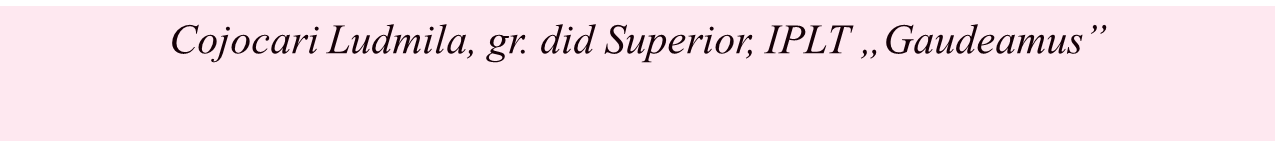 Cojocari Ludmila, gr. did Superior, IPLT „Gaudeamus”